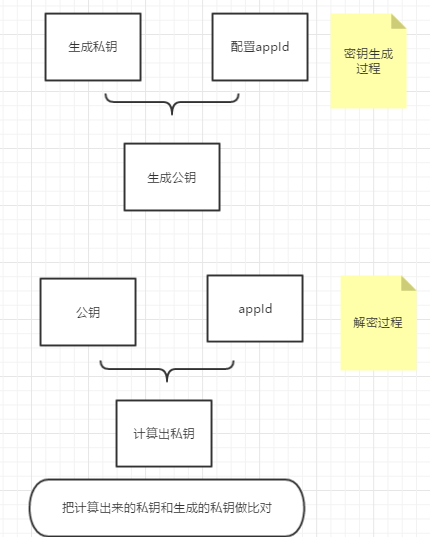 生成私钥
配置appId
密钥生成
过程
生成公钥
公钥
appId
解密过程
计算出私钥
把计算出来的私钥和生成的私钥做比对